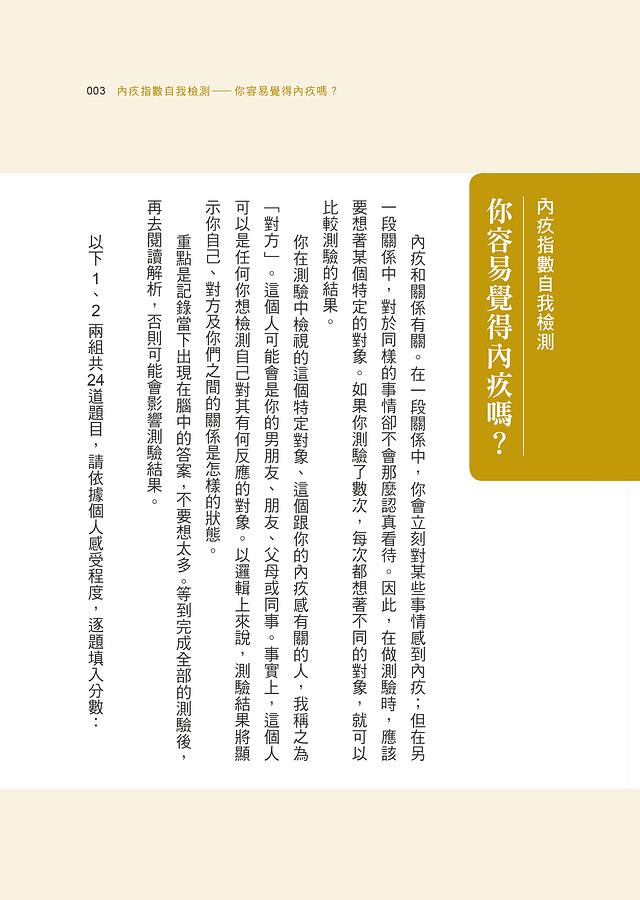 003 內疚指數自我檢測——你容易覺得內疚嗎？
內疚指數自我檢測
你容易覺得內疚嗎？
內疚和關係有關。在一段關係中，你會立刻對某些事情感到內疚；但在另
一段關係中，對於同樣的事情卻不會那麼認真看待。因此，在做測驗時，應該
要想著某個特定的對象。如果你測驗了數次，每次都想著不同的對象，就可以
比較測驗的結果。
你在測驗中檢視的這個特定對象、這個跟你的內疚感有關的人，我稱之為
「對方」。這個人可能會是你的男朋友、朋友、父母或同事。事實上，這個人
可以是任何你想檢測自己對其有何反應的對象。以邏輯上來說，測驗結果將顯
示你自己、對方及你們之間的關係是怎樣的狀態。
重點是記錄當下出現在腦中的答案，不要想太多。等到完成全部的測驗後，
再去閱讀解析，否則可能會影響測驗結果。
以下1、2兩組共24道題目，請依據個人感受程度，逐題填入分數：